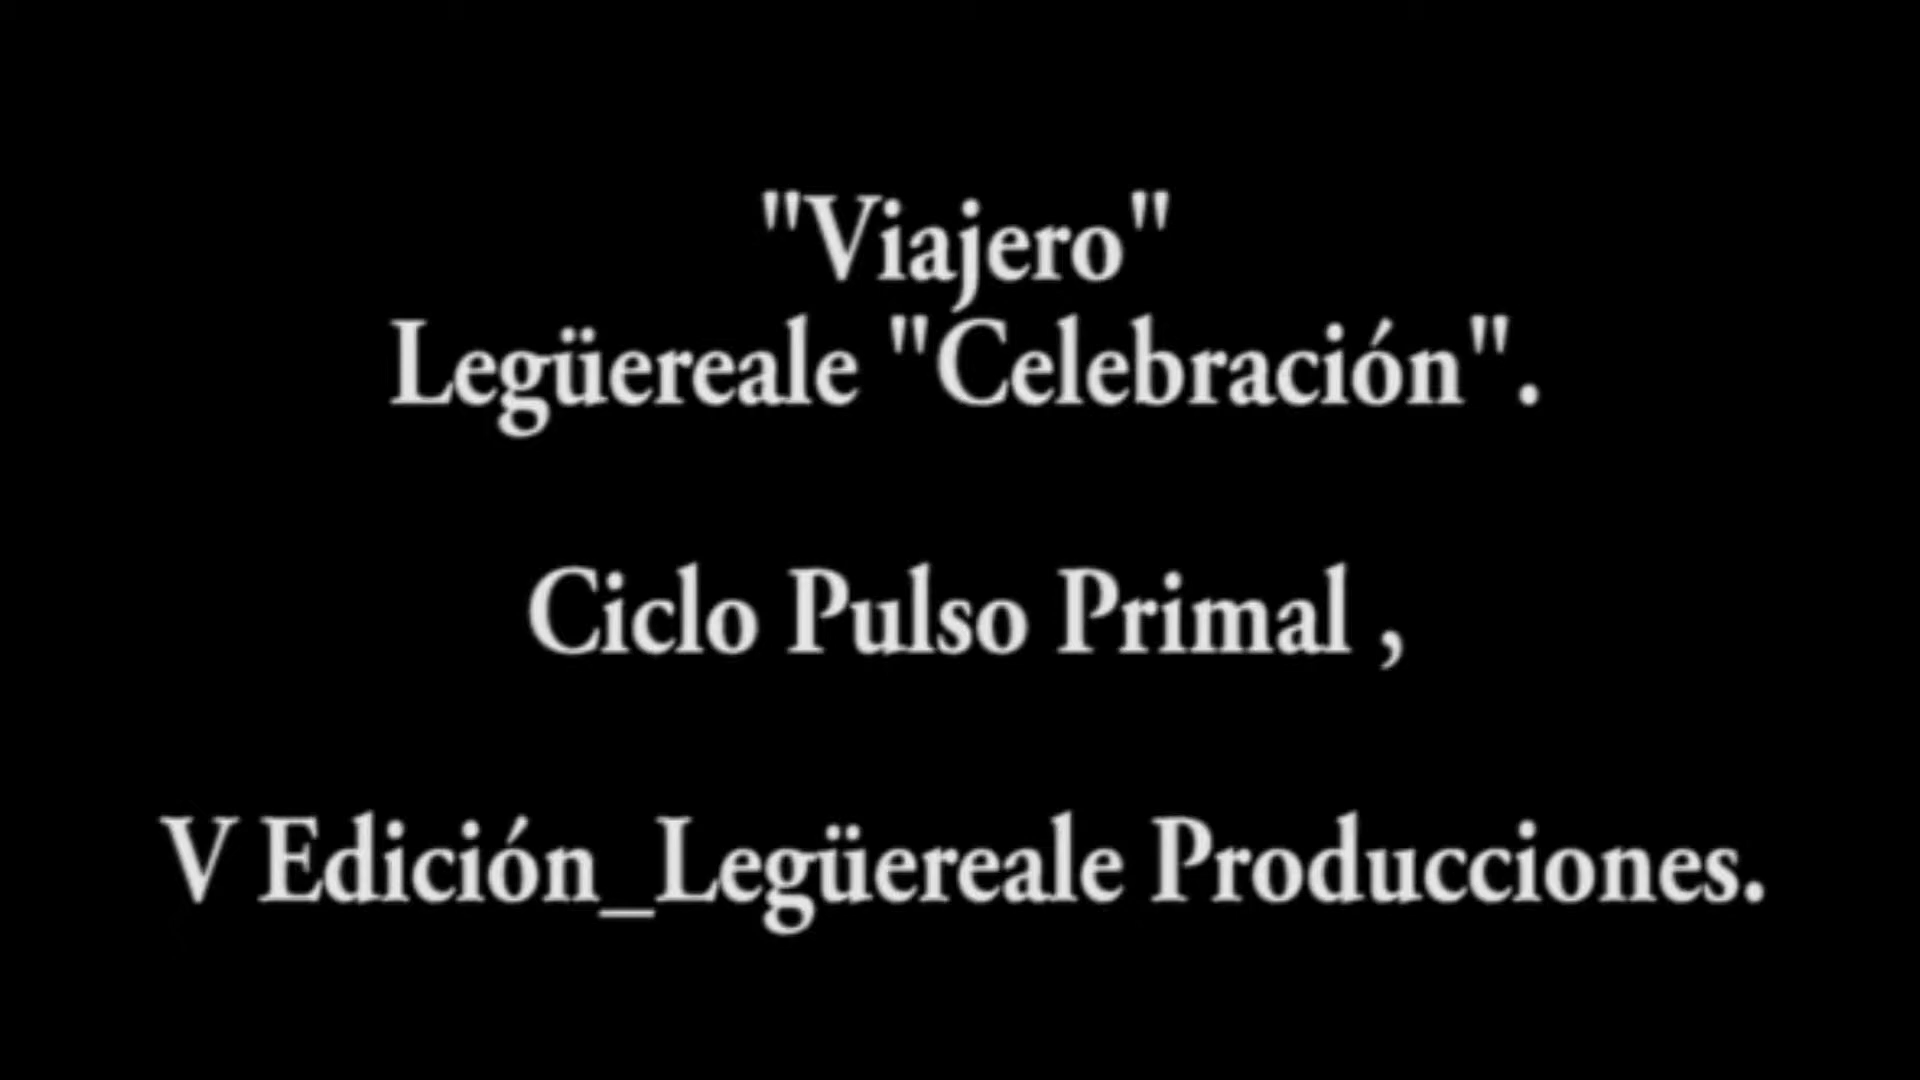 "Viajero"
Legüereale "Celebración".
Ciclo Pulso Primal ,
V Edición_Legüereale Producciones.